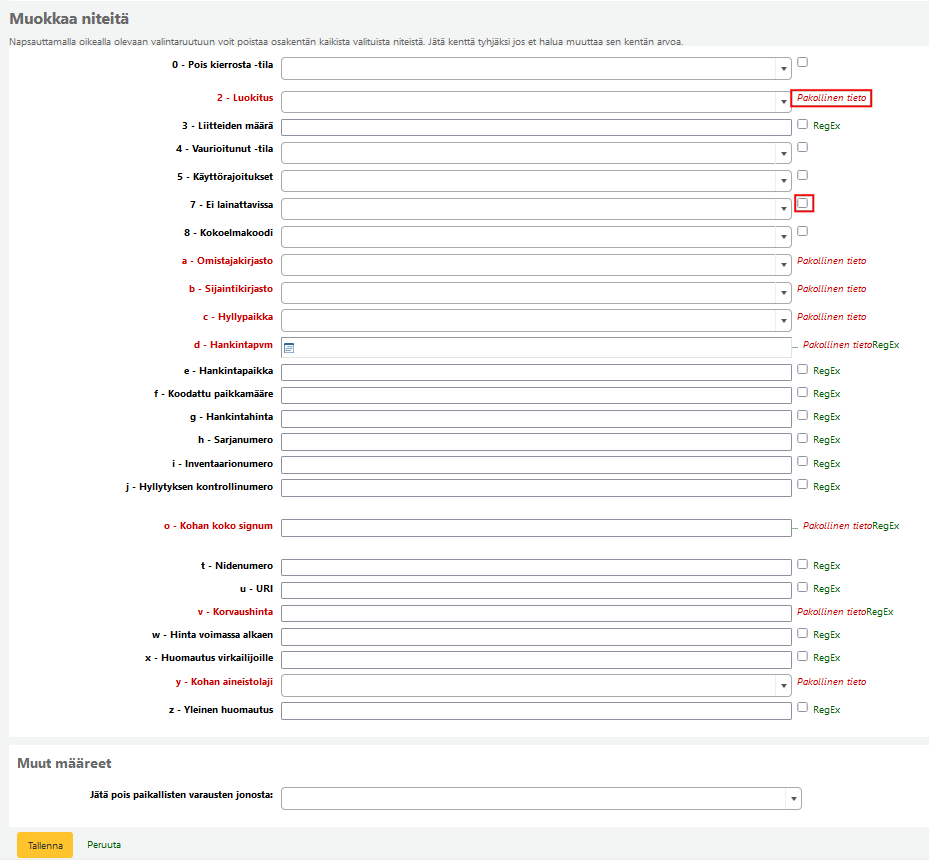 Muokkaa niteitä
Napsauttamalla oikealla olevaan valintaruutuun voit poistaa osakentän kaikista valituista niteistä. Jätä kenttä tyhjäksi jos et halua muuttaa sen kentän arvoa.
0 - Pois kierrosta -tila
2 - Luokitus Pakollinen tieto
3 - Liitteiden määrä RegEx
4 - Vaurioitunut -tila
5 - Käyttörajoitukset
7 - Ei lainattavissa
8 - Kokoelmakoodi
a - Omistajakirjasto Pakollinen tieto
b - Sijaintikirjasto Pakollinen tieto
c - Hyllypaikka Pakollinen tieto
d - Hankintapvm Pakollinen tietoRegEx
e - Hankintapaikka RegEx
f - Koodattu paikkamääre RegEx
g - Hankintahinta RegEx
h - Sarjanumero RegEx
i - Inventaarionumero RegEx
j - Hyllytyksen kontrollinumero RegEx
o - Kohan koko signum Pakollinen tietoRegEx
t - Nidenumero RegEx
u - URI RegEx
v - Korvaushinta Pakollinen tietoRegEx
w - Hinta voimassa alkaen RegEx
x - Huomautus virkailijoille RegEx
y - Kohan aineistolaji Pakollinen tieto
z - Yleinen huomautus RegEx
Muut määreet
Jätä pois paikallisten varausten jonosta:
Tallenna Peruuta